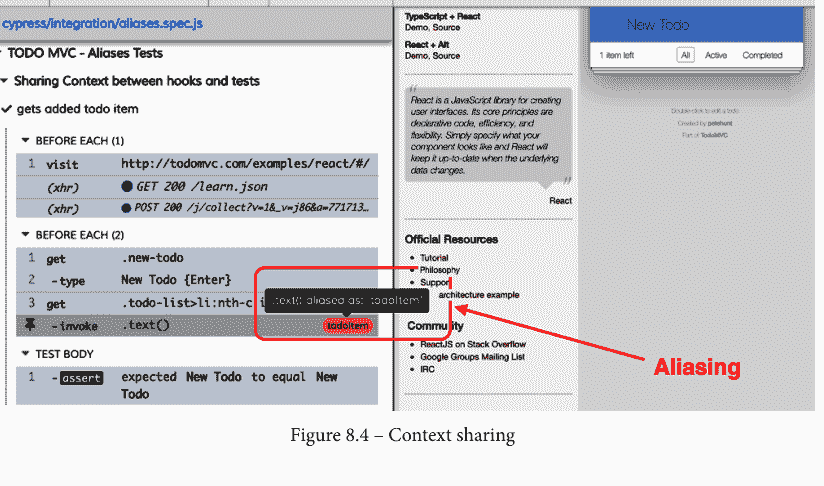 cypress/integration/aliases.spec.js
TODO MVC - Aliases Tests
Sharing Context between hooks and tests
gets added todo item
BEFORE EACH (1)
1 visit http://todomvc.com/examples/react/#/
(xhr) GET 200 /learn.json
(xhr) POST 200 /j/collect?v=1&_v=j86&a=771713…
BEFORE EACH (2)
1 get .new-todo
2 -type New Todo {Enter}
3 get .todo-list>li:nth-c
.text() aliased as: 'todoItem'
-invoke .text() todoItem
TEST BODY
1 -assert expected New Todo to equal New
Todo
TypeScript + React
Demo, Source
React + Alt
Demo, Source
React is a JavaScript library for creating
user interfaces. Its core principles are
declarative code, efficiency, and
flexibility. Simply specify what your
component looks like and React will
keep it up-to-date when the underlying
data changes.
React
Official Resources
Tutorial
Philosophy
Support
architecture example
Community
ReactJS on Stack Overflow
Google Groups Mailing List
IRC
New Todo
1 item left All Active Completed
Double-click to edit a todo
Created by petehunt
Part of TodoMVC
Aliasing
Figure 8.4 – Context sharing